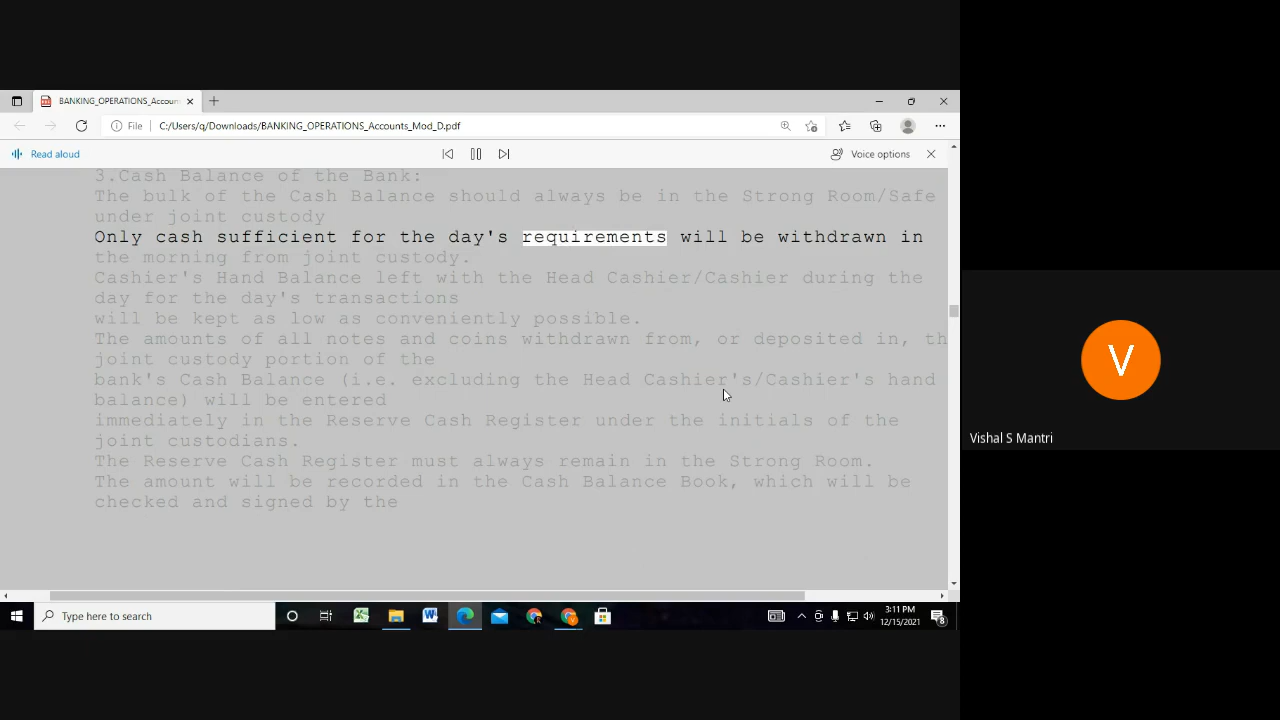 BANKING_OPERATIONS_Accoun
File C:/Users/q/Downloads/BANKING_OPERATIONS_Accounts_Mod_D.pdf
Read aloud
Voice options
3.Cash Balance of the Bank:
The bulk of the Cash Balance should always be in the Strong Room/Safe
under joint custody
Only cash sufficient for the day's requirements will be withdrawn in
the morning from joint custody.
Cashier's Hand Balance left with the Head Cashier/Cashier during the
day for the day's transactions
will be kept as low as conveniently possible.
The amounts of all notes and coins withdrawn from, or deposited in, th
joint custody portion of the
bank's Cash Balance (i.e. excluding the Head Cashier's/Cashier's hand
balance) will be entered
immediately in the Reserve Cash Register under the initials of the
joint custodians.
The Reserve Cash Register must always remain in the Strong Room.
The amount will be recorded in the Cash Balance Book, which will be
checked and signed by the
V
Vishal S Mantri
Type here to search
3:11 PM
12/15/2021
8